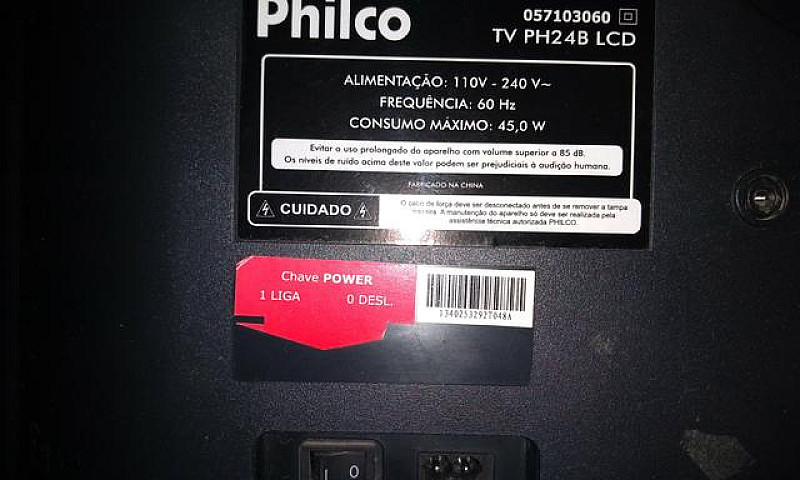 Philco
057103060
TV PH24B LCD
ALIMENTAÇÃO: 110V - 240 V~
FREQUÊNCIA: 60 Hz
CONSUMO MÁXIMO: 45,0 W
Evitar o uso prolongado do aparelho com volume superior a 85 dB.
Os níveis de ruído acima deste valor podem ser prejudiciais à audição humana.
FABRICADO NA CHINA
CUIDADO
O cabo de força deve ser desconectado antes de se remover a tampa
traseira. A manutenção do aparelho só deve ser realizada pela
assistência técnica autorizada PHILCO.
Chave POWER
1 LIGA 0 DESL.
1340253292T048A
I 0